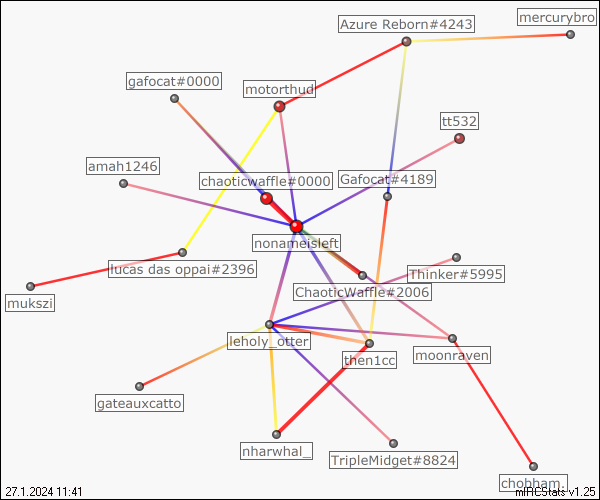 mercurybro
Azure Reborn#4243
gafocat#0000
motorthud
tt532
amah1246
chaoticwaffle#0000
Gafocat#4189
nonameisleft
lucas das oppai#2396
Thinker#5995
ChaoticWaffle#2006
mukszi
leholy_otter
then1cc
moonraven
gateauxcatto
nharwhal_
TripleMidget#8824
chobham.
27.1.2024 11:41
mIRCStats v1.25